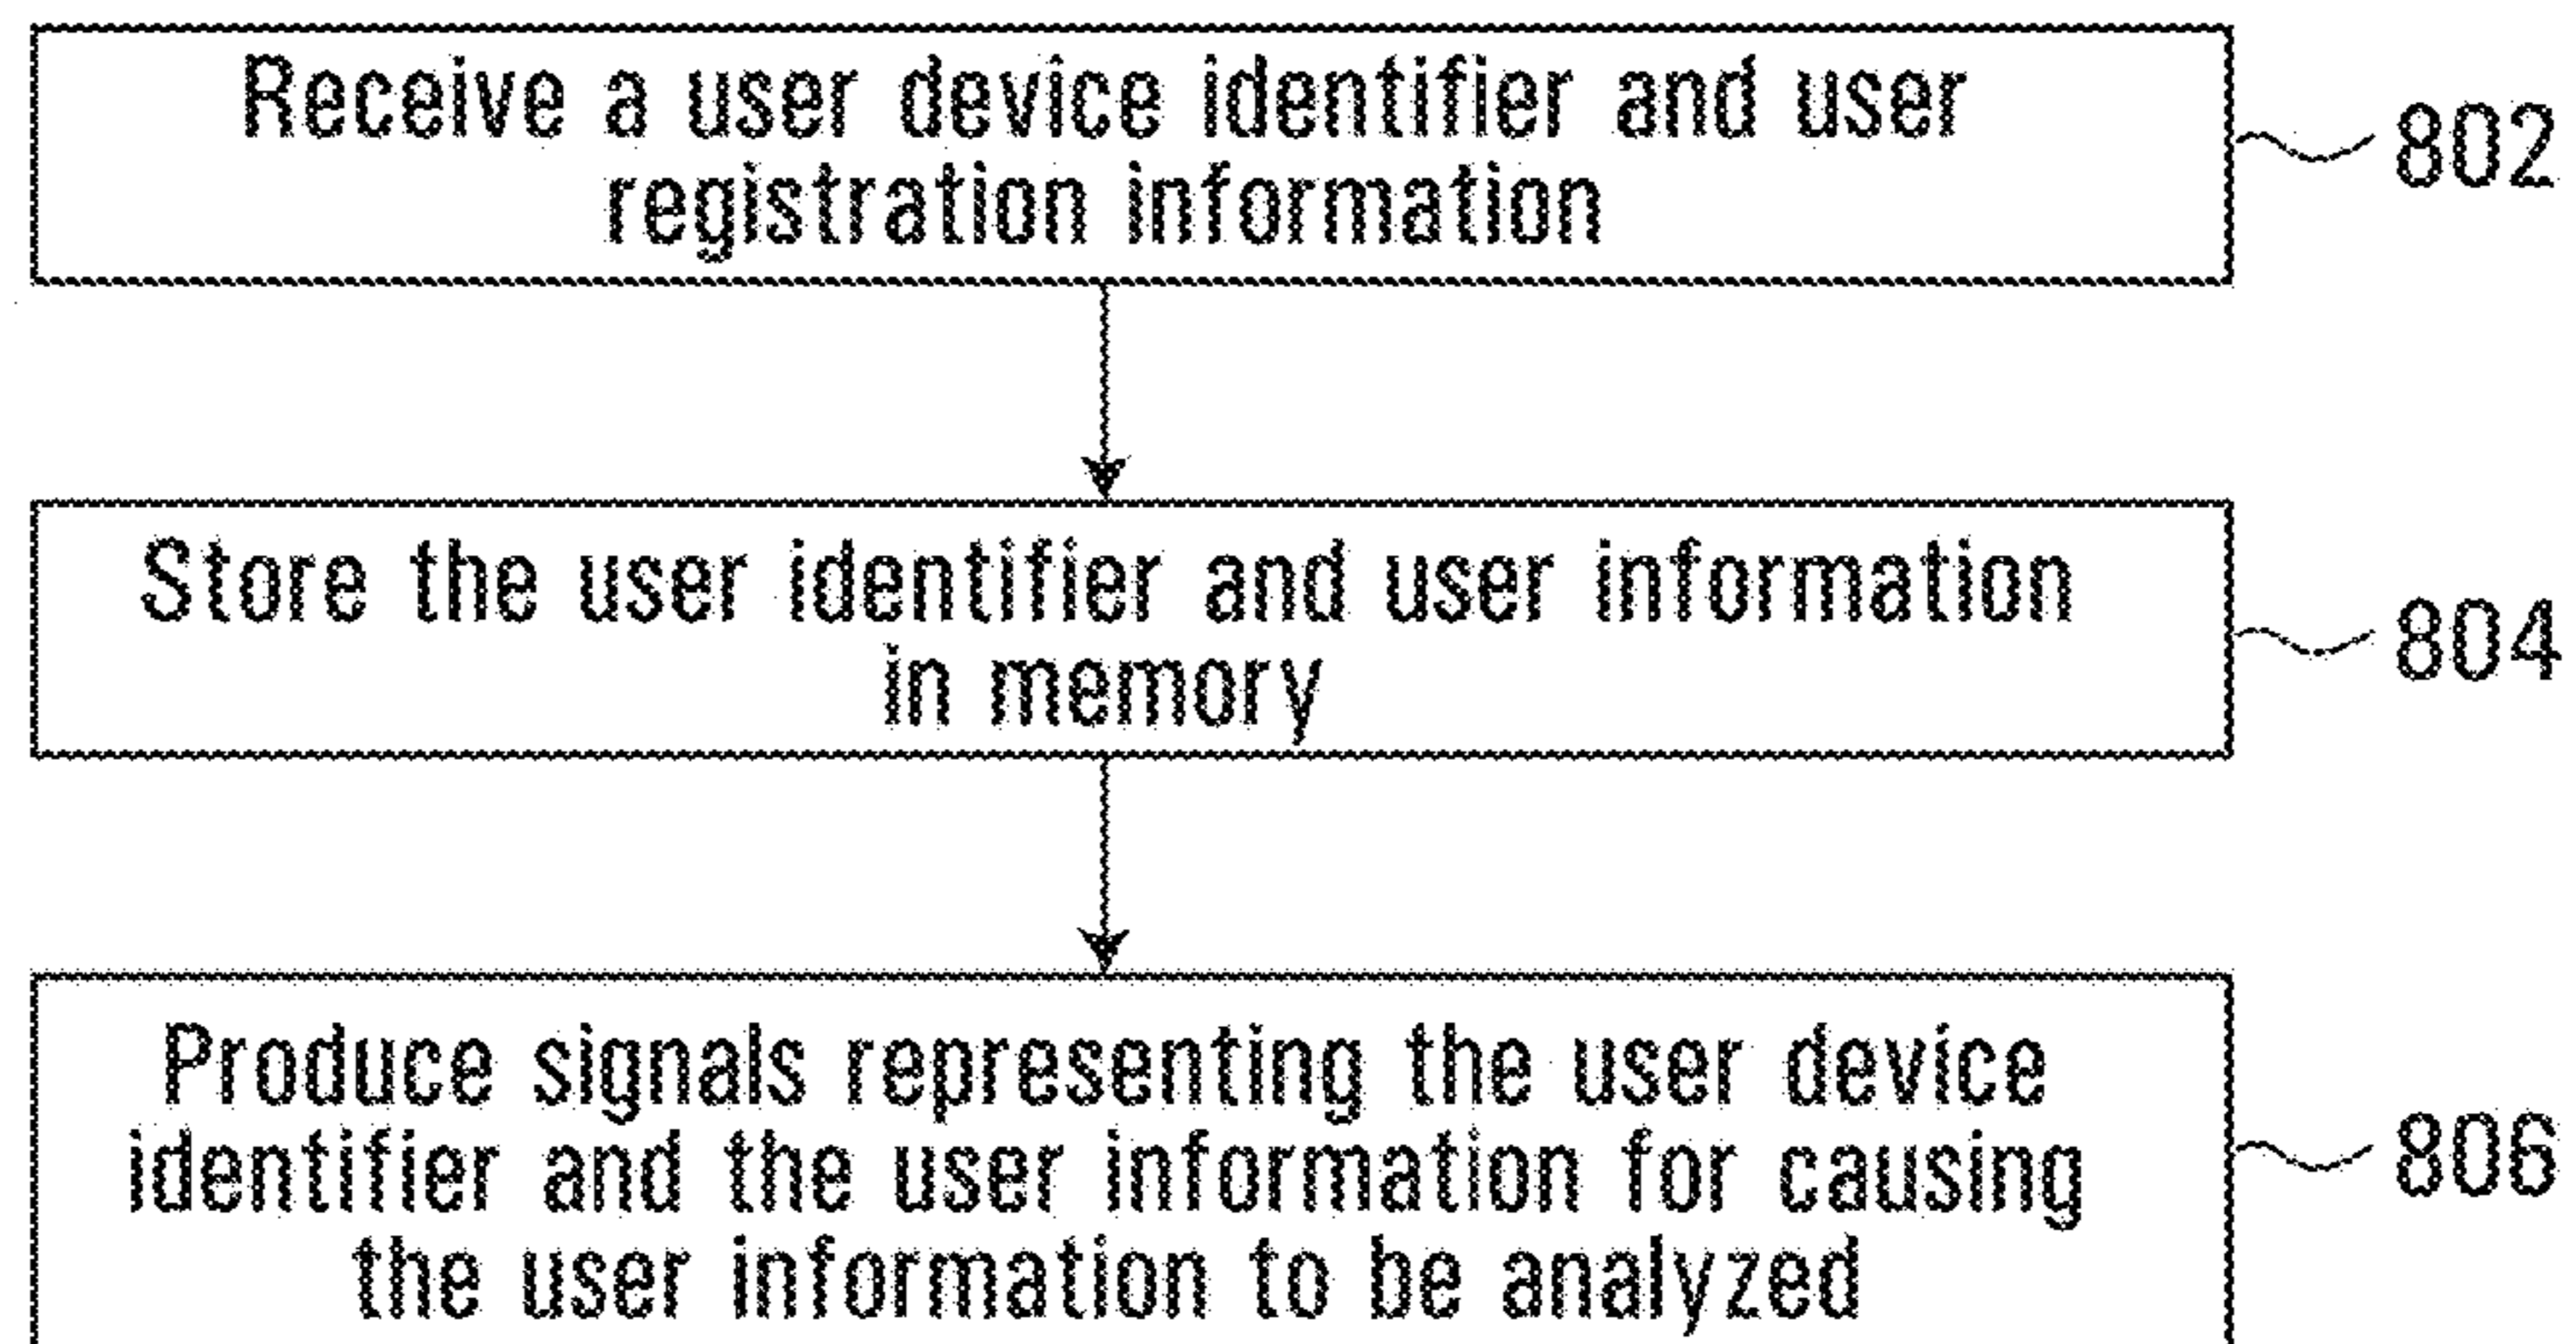 Receive a user device identifier and user
registration information
802
Store the user identifier and user information
in memory
804
Produce signals representing the user device
identifier and the user information for causing
the user information to be analyzed
806